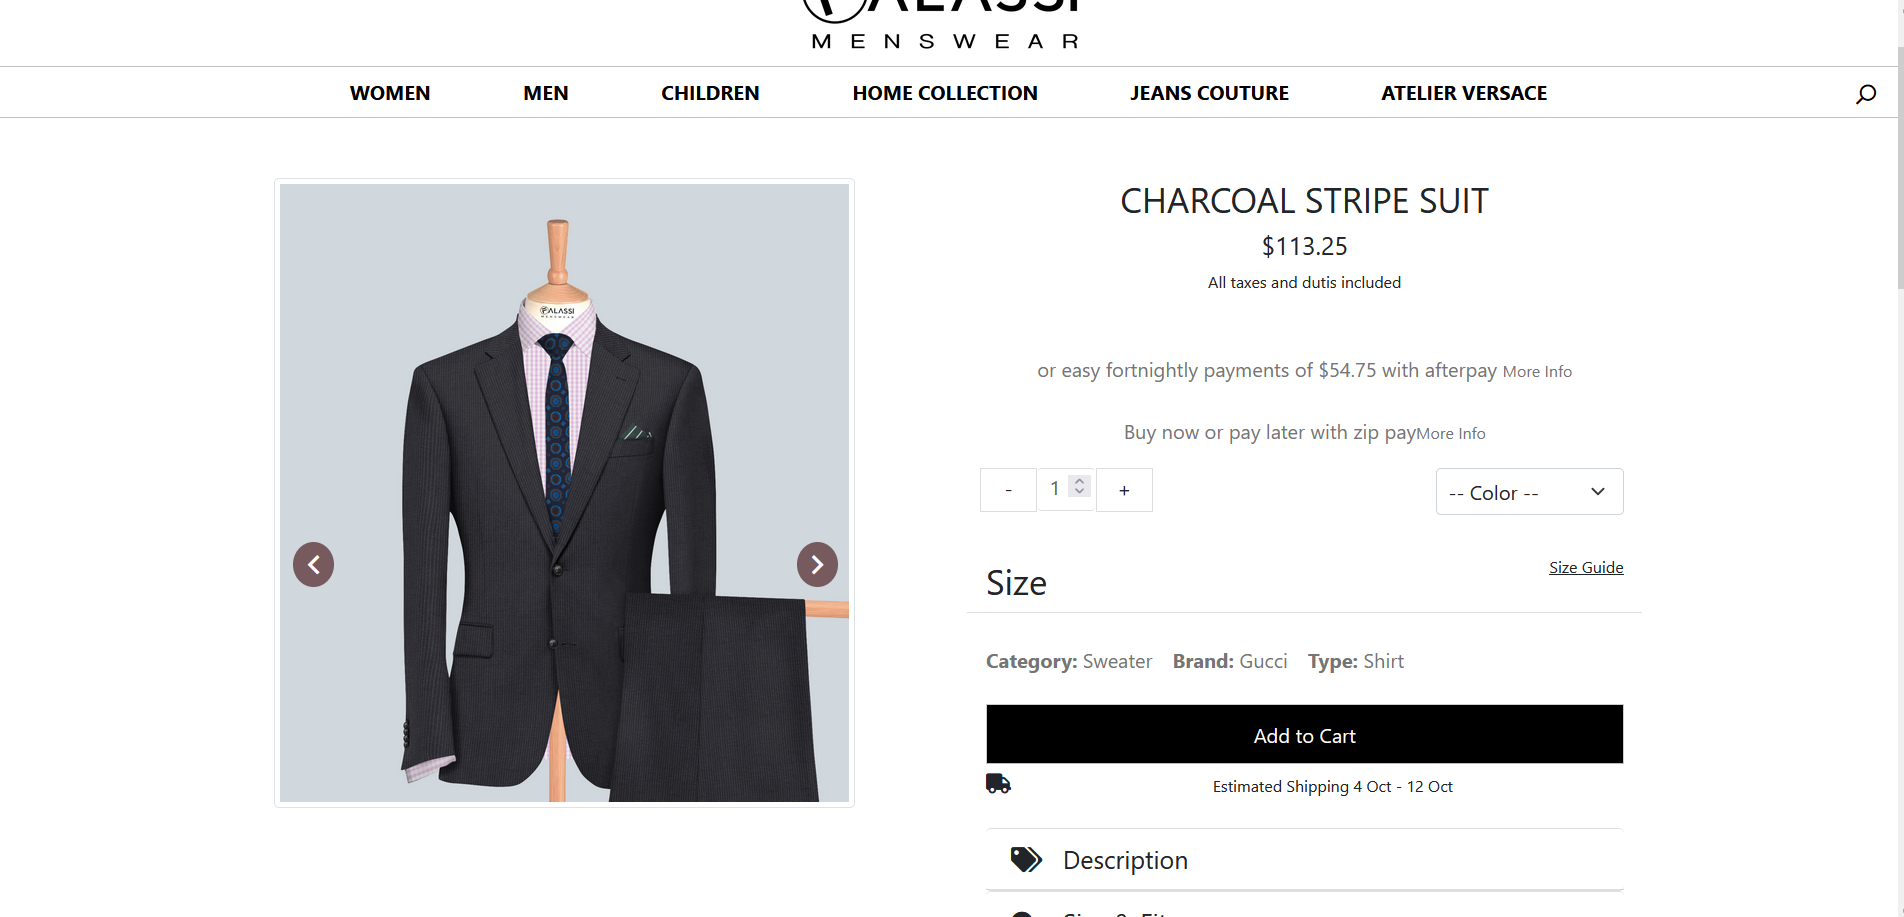 PALASSI
MENSWEAR
WOMEN MEN CHILDREN HOME COLLECTION JEANS COUTURE ATELIER VERSACE
PALASSI
MENSWEAR
CHARCOAL STRIPE SUIT
$113.25
All taxes and dutis included
or easy fortnightly payments of $54.75 with afterpay More Info
Buy now or pay later with zip payMore Info
- 1 + -- Color --
Size Guide
Size
Category: Sweater Brand: Gucci Type: Shirt
Add to Cart
Estimated Shipping 4 Oct - 12 Oct
Description
Size & Fit